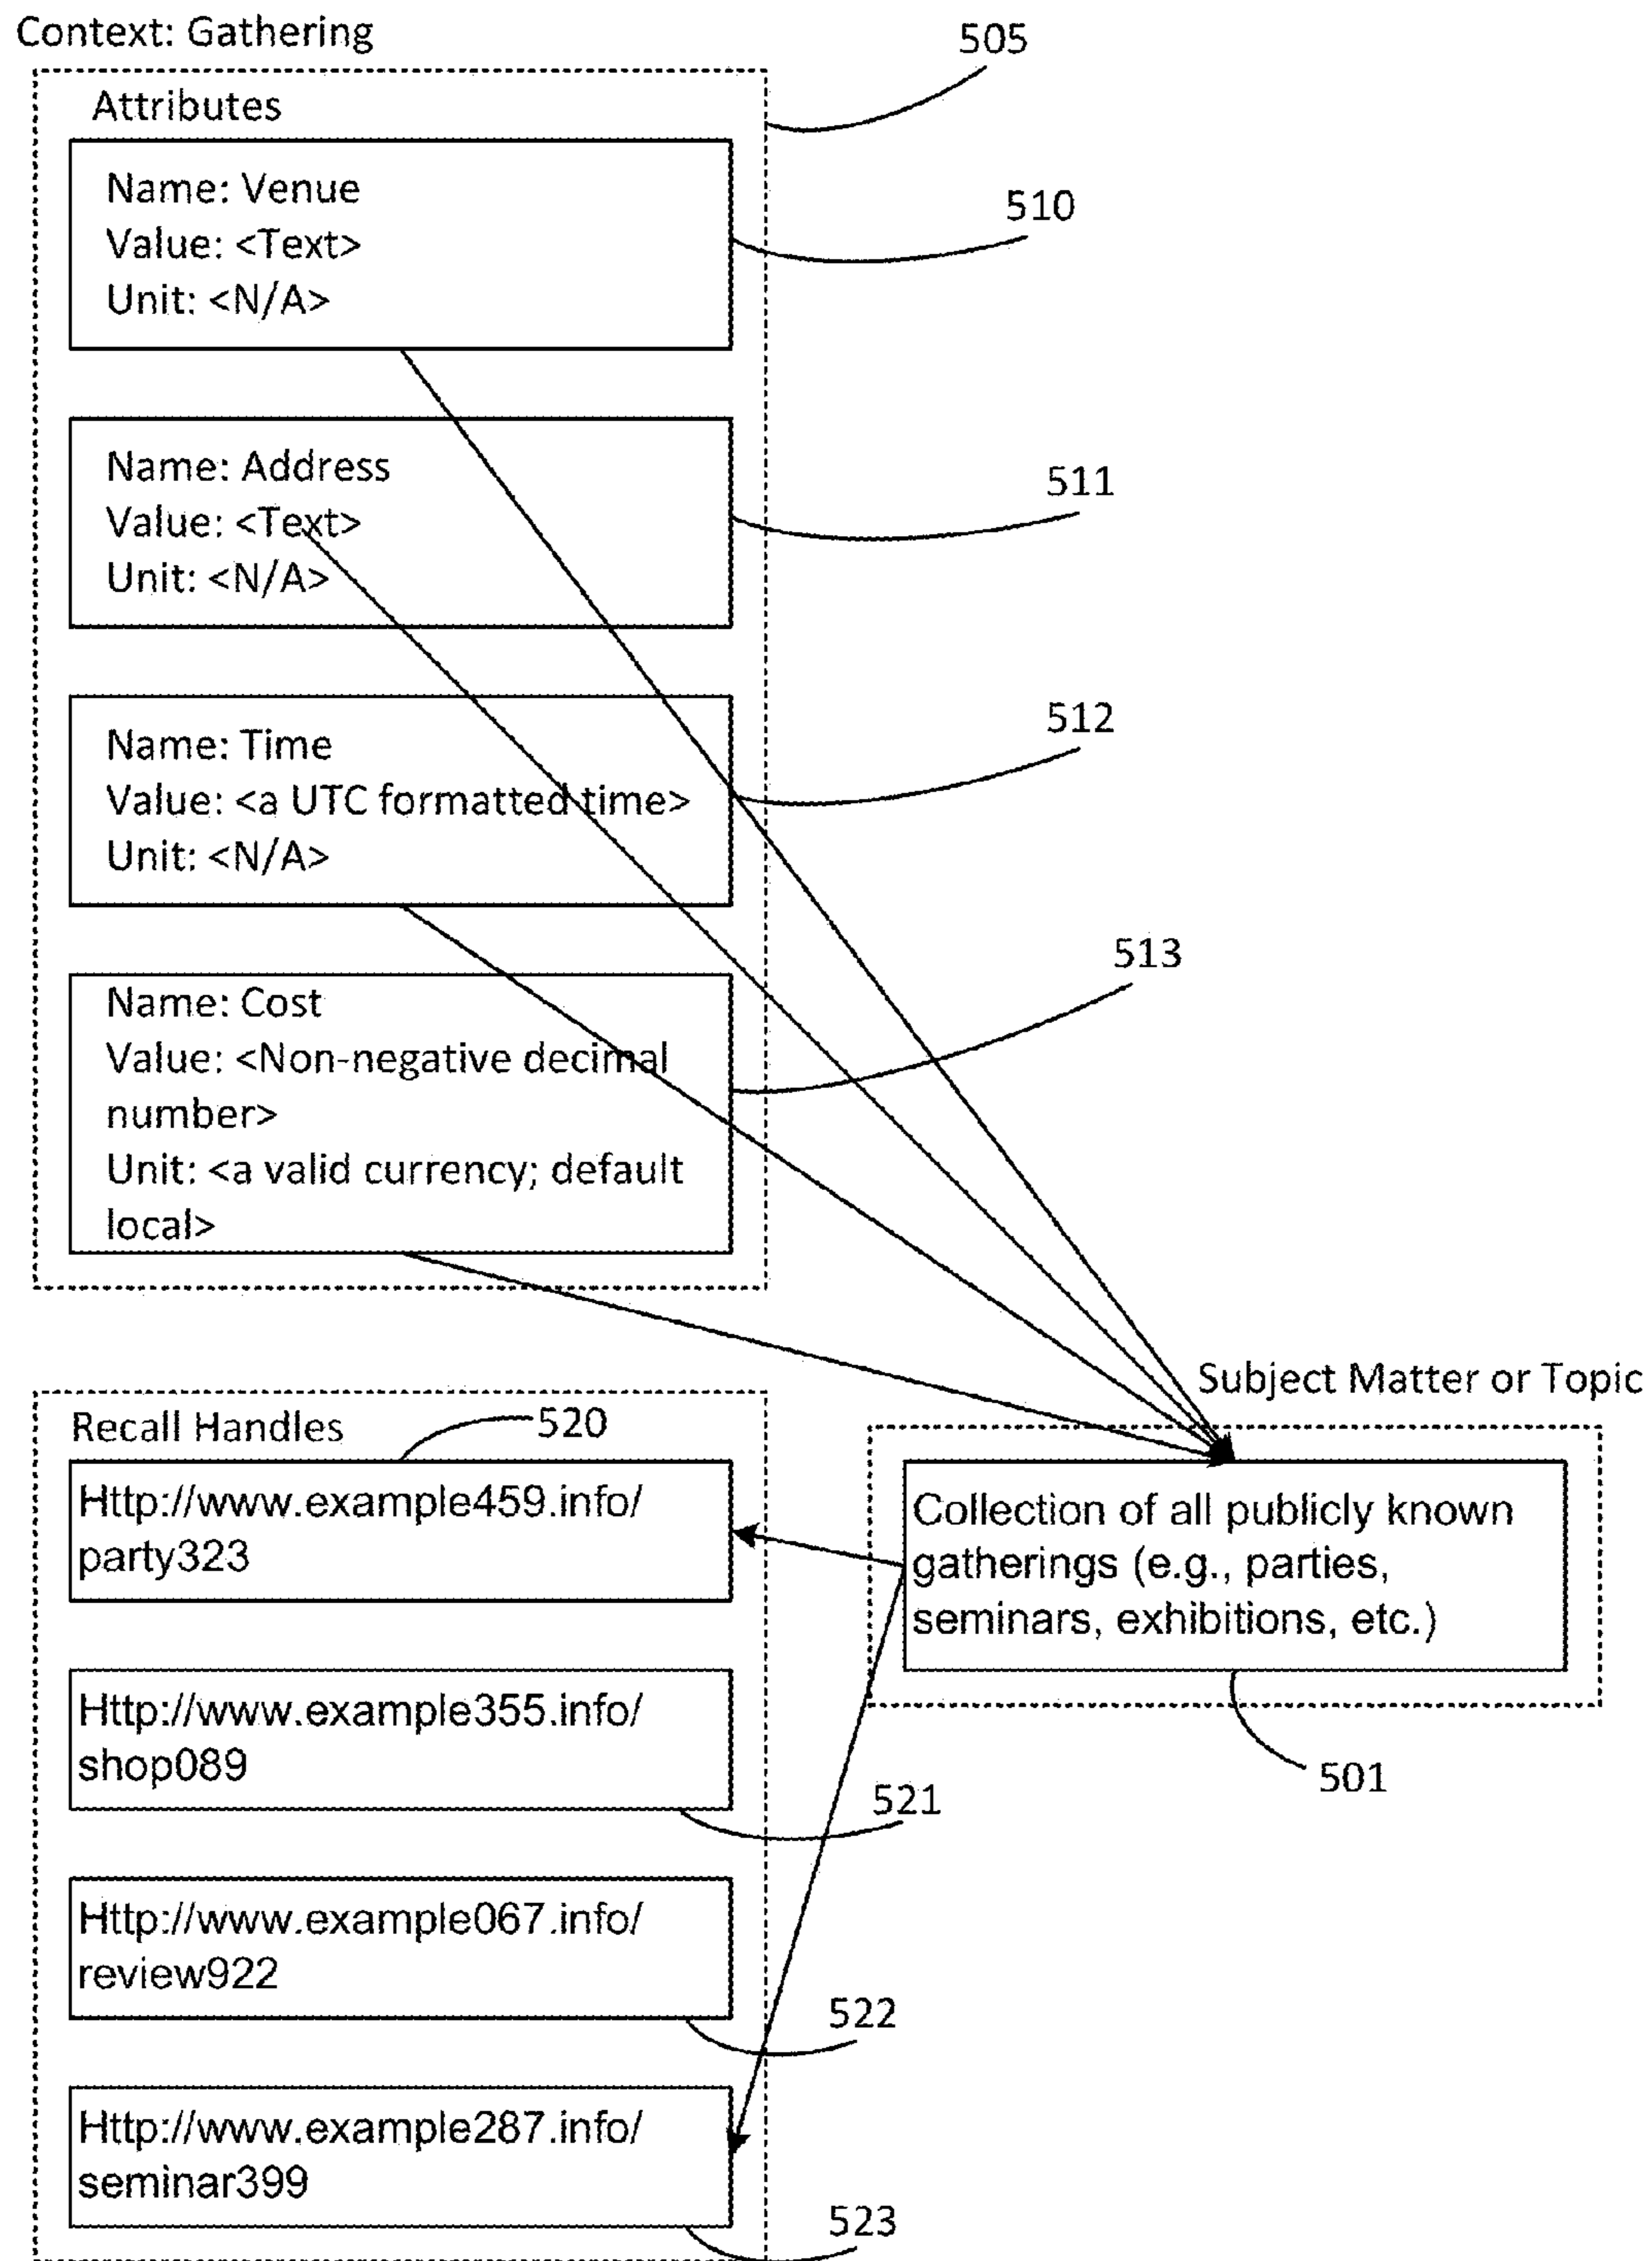 Context: Gathering
505
Attributes
Name: Venue
Value: <Text>
Unit: <N/A>
510
Name: Address
Value: <Text>
Unit: <N/A>
511
Name: Time
Value: <a UTC formatted time>
Unit: <N/A>
512
Name: Cost
Value: <Non-negative decimal
number>
Unit: <a valid currency; default
local>
513
Subject Matter or Topic
Collection of all publicly known
gatherings (e.g., parties,
seminars, exhibitions, etc.)
501
Recall Handles
520
Http://www.example459.info/
party323
Http://www.example355.info/
shop089
521
Http://www.example067.info/
review922
522
Http://www.example287.info/
seminar399
523